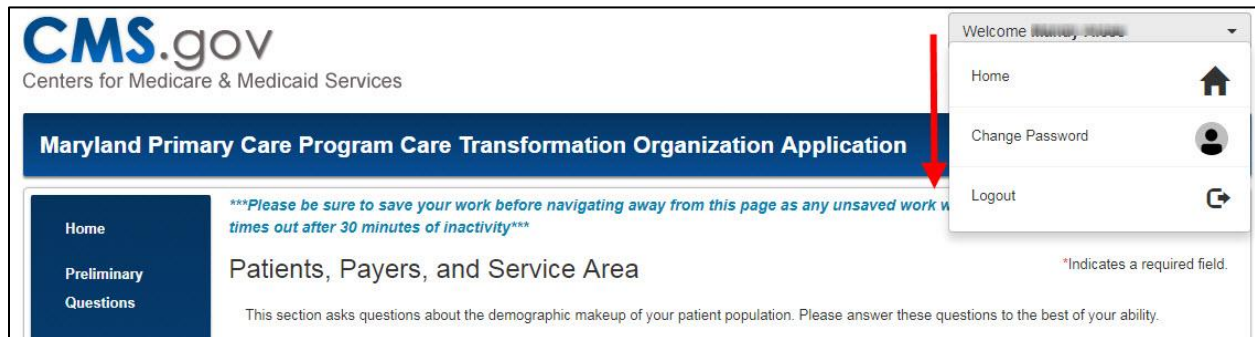 CMS.gov
Centers for Medicare & Medicaid Services
Welcome
Home
Change Password
Logout
Maryland Primary Care Program Care Transformation Organization Application
***Please be sure to save your work before navigating away from this page as any unsaved work
times out after 30 minutes of inactivity***
Home
Preliminary
Questions
Patients, Payers, and Service Area
*Indicates a required field.
This section asks questions about the demographic makeup of your patient population. Please answer these questions to the best of your ability.